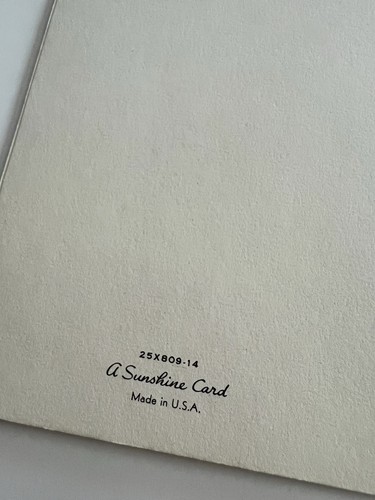 25X809-14
A Sunshine Card
Made in U.S.A.